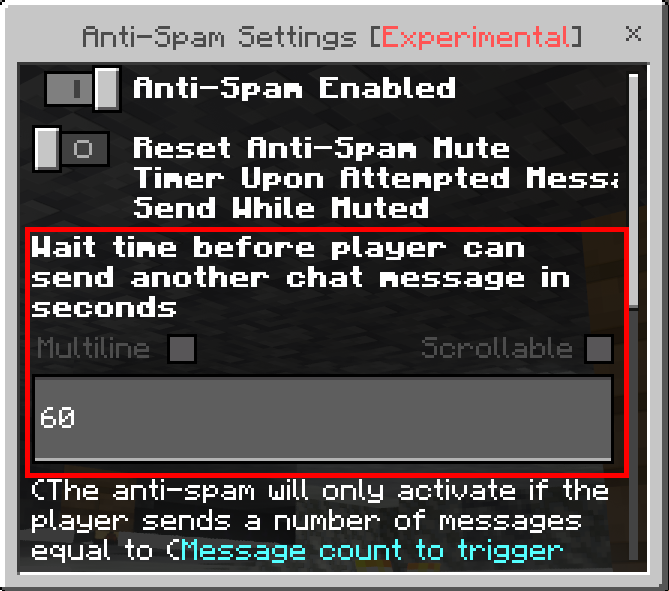 Anti-Spam Settings [Experimental]
Anti-Spam Enabled
Reset Anti-Spam Mute
Timer Upon Attempted
Send While Muted
Wait time before player can
send another chat message in
seconds
Multiline
Scrollable
60
(The anti-spam will only activate if the
player sends a number of messages
equal to (Message count to trigger